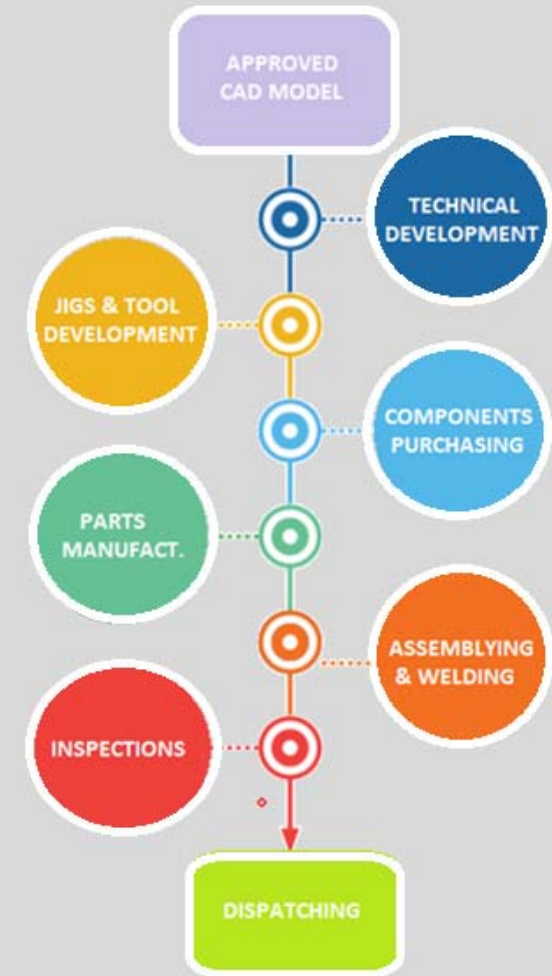 APPROVED
CAD MODEL
TECHNICAL
DEVELOPMENT
JIGS & TOOL
DEVELOPMENT
COMPONENTS
PURCHASING
PARTS
MANUFACT.
ASSEMBLYING
& WELDING
INSPECTIONS
DISPATCHING